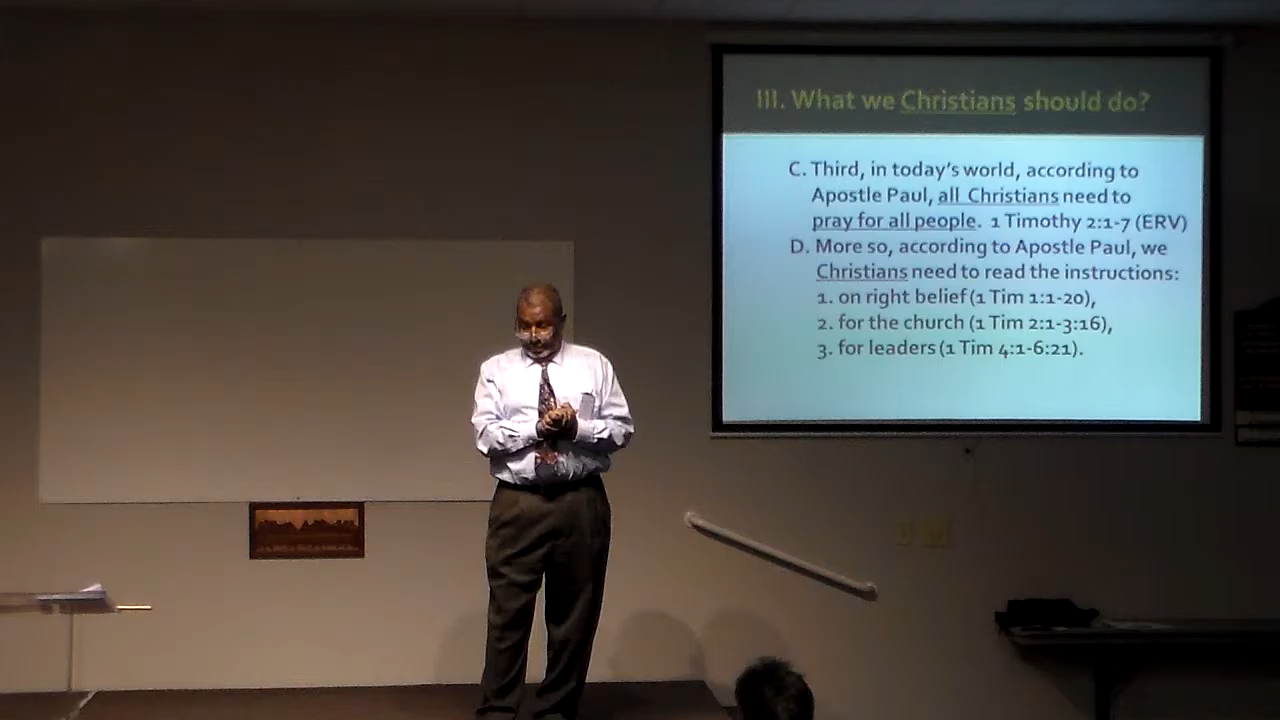 III. What we Christians should do?
C. Third, in today's world, according to
Apostle Paul, all Christians need to
pray for all people. 1 Timothy 2:1-7 (ERV)
D. More so, according to Apostle Paul, we
Christians need to read the instructions:
1. on right belief (1 Tim 1:1-20),
2. for the church (1 Tim 2:1-3:16),
3. for leaders (1 Tim 4:1-6:21).